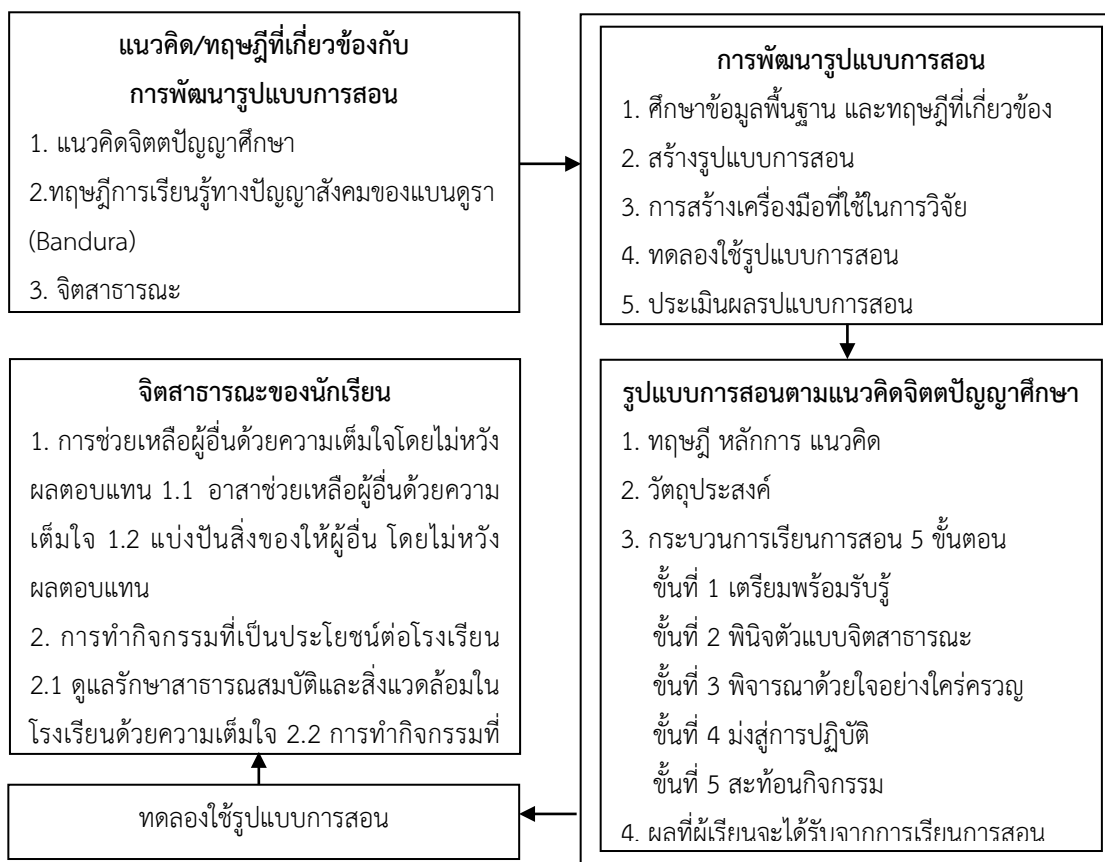 แนวคิด/ทฤษฎีที่เกี่ยวข้องกับ
การพัฒนารูปแบบการสอน
1. แนวคิดจิตตปัญญาศึกษา
2.ทฤษฎีการเรียนรู้ทางปัญญาสังคมของแบนดูรา
(Bandura)
3. จิตสาธารณะ
การพัฒนารูปแบบการสอน
1. ศึกษาข้อมูลพื้นฐาน และทฤษฎีที่เกี่ยวข้อง
2. สร้างรูปแบบการสอน
3. การสร้างเครื่องมือที่ใช้ในการวิจัย
4. ทดลองใช้รูปแบบการสอน
5. ประเมินผลรปแบบการสอน
รูปแบบการสอนตามแนวคิดจิตตปัญญาศึกษา
1. ทฤษฎี หลักการ แนวคิด
2. วัตถุประสงค์
3. กระบวนการเรียนการสอน 5 ขั้นตอน
ขั้นที่ 1 เตรียมพร้อมรับรู้
ขั้นที่ 2 พินิจตัวแบบจิตสาธารณะ
ขั้นที่ 3 พิจารณาด้วยใจอย่างใคร่ครวญ
ขั้นที่ 4 ม่งสู่การปฏิบัติ
ขั้นที่ 5 สะท้อนกิจกรรม
4. ผลที่ผ้เรียนจะได้รับจากการเรียนการสอน
ทดลองใช้รูปแบบการสอน
จิตสาธารณะของนักเรียน
1. การช่วยเหลือผู้อื่นด้วยความเต็มใจโดยไม่หวัง
ผลตอบแทน 1.1 อาสาช่วยเหลือผู้อื่นด้วยความ
เต็มใจ 1.2 แบ่งปันสิ่งของให้ผู้อื่น โดยไม่หวัง
ผลตอบแทน
2. การทำกิจกรรมที่เป็นประโยชน์ต่อโรงเรียน
2.1 ดูแลรักษาสาธารณสมบัติและสิ่งแวดล้อมใน
โรงเรียนด้วยความเต็มใจ 2.2 การทำกิจกรรมที่